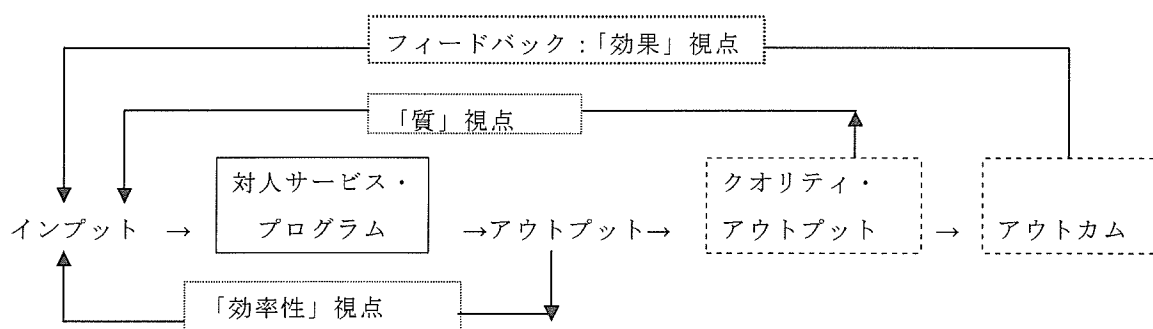 フィードバック：「効果」視点
「質」視点
対人サービス・
プログラム
クオリティ・
アウトプット
インプット → →アウトプット→ → アウトカム
「効率性」視点